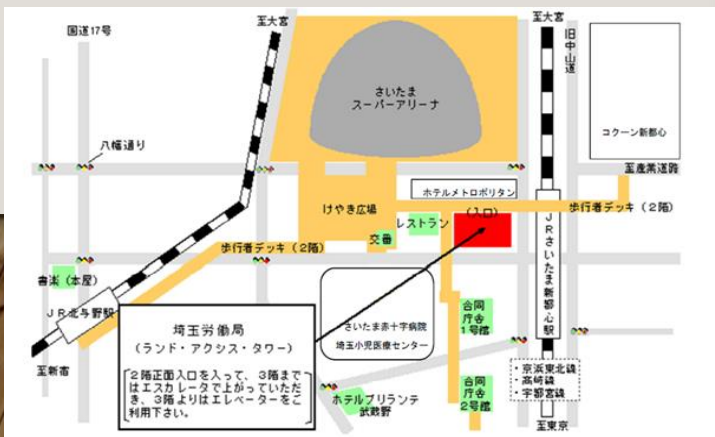 国道17号
至大宮
至大宮
旧中山道
さいたま
スーパーアリーナ
コクーン新都心
八幡通り
至産業道路
ホテルメトロポリタン
けやき広場
(入口)
歩行者デッキ(2階)
レストラン
交番
歩行者デッキ(2階)
JRさいたま新都心駅
書楽(本屋)
JR北与野駅
さいたま赤十字病院
埼玉小児医療センター
合同
庁舎
1号館
埼玉労働局
(ランド・アクシス・タワー)
2階正面入口を入って、3階まで
はエスカレータで上がっていただ
き、3階よりはエレベーターをご
利用下さい。
至新宿
・京浜東北線
・高崎線
・宇都宮線
合同
庁舎
2号館
ホテルブリランテ
武蔵野
至東京